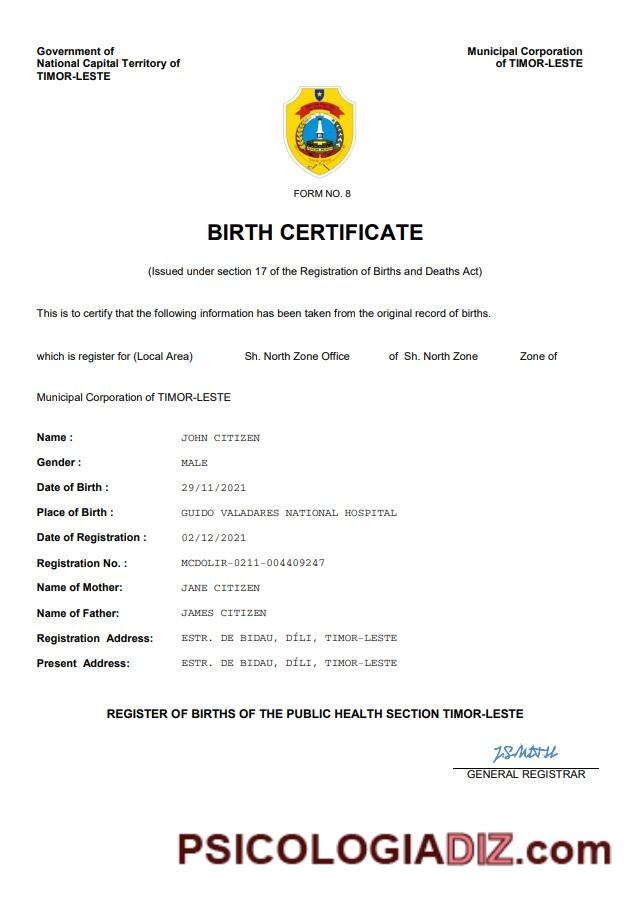 Government of
National Capital Territory of
TIMOR-LESTE
Municipal Corporation
of TIMOR-LESTE
FORM NO. 8
BIRTH CERTIFICATE
(Issued under section 17 of the Registration of Births and Deaths Act)
This is to certify that the following information has been taken from the original record of births.
which is register for (Local Area) Sh. North Zone Office of Sh. North Zone Zone of
Municipal Corporation of TIMOR-LESTE
Name : JOHN CITIZEN
Gender : MALE
Date of Birth : 29/11/2021
Place of Birth : GUIDO VALADARES NATIONAL HOSPITAL
Date of Registration : 02/12/2021
Registration No. : MCDOLIR-0211-004409247
Name of Mother: JANE CITIZEN
Name of Father: JAMES CITIZEN
Registration Address: ESTR. DE BIDAU, DÍLI, TIMOR-LESTE
Present Address: ESTR. DE BIDAU, DÍLI, TIMOR-LESTE
REGISTER OF BIRTHS OF THE PUBLIC HEALTH SECTION TIMOR-LESTE
GENERAL REGISTRAR
PSICOLOGIADIZ.com